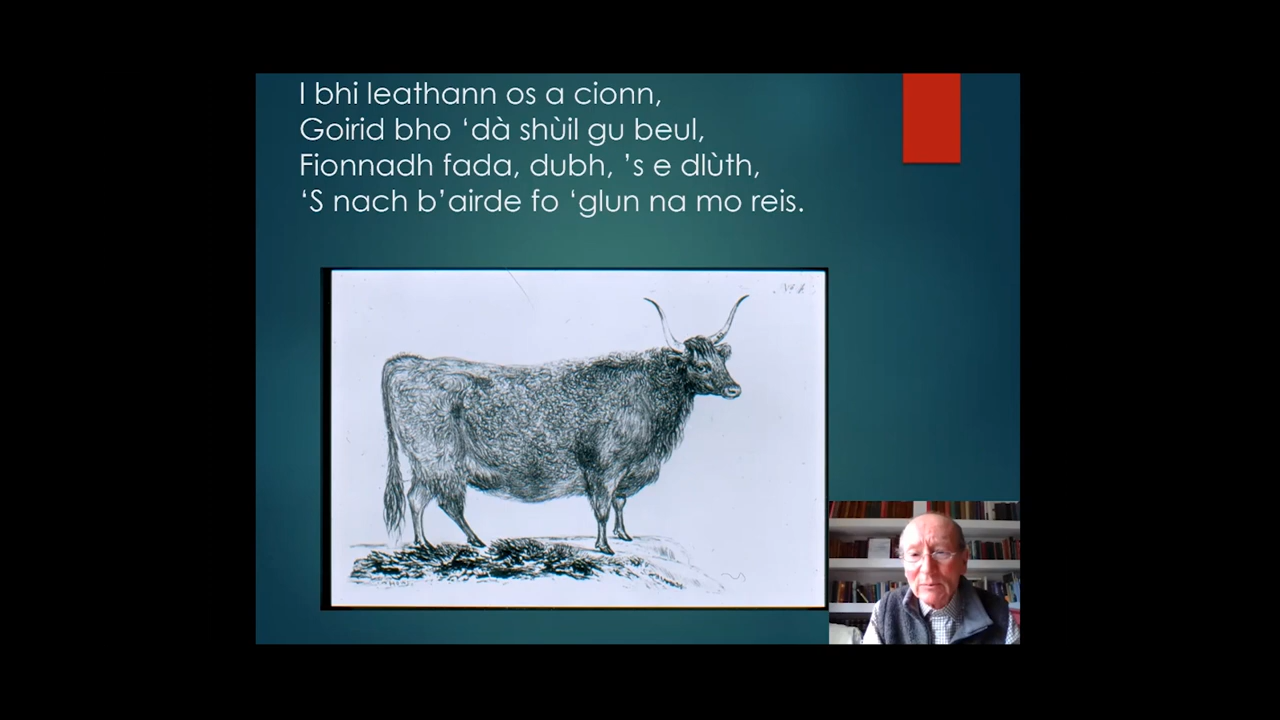 I bhi leathann os a cionn,
Goirid bho ‘dà shùil gu beul,
Fionnadh fada, dubh, ’s e dlùth,
‘S nach b’airde fo ‘glun na mo reis.